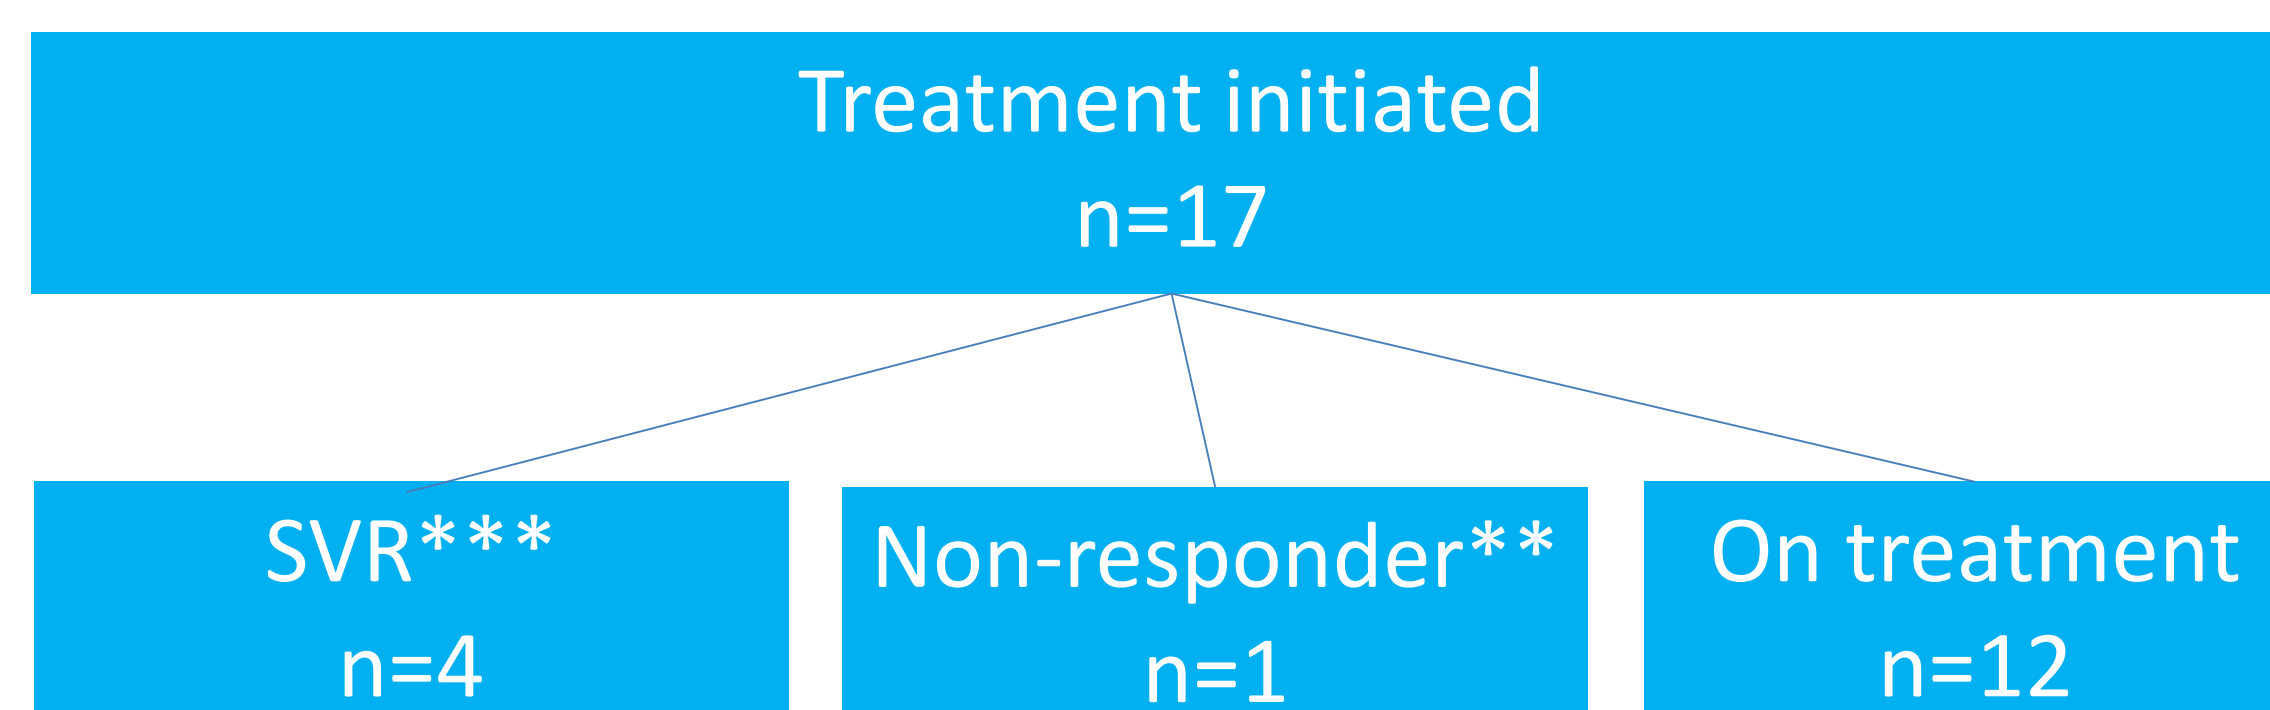 Treatment initiated
n=17
SVR***
n=4
Non-responder**
n=1
On treatment
n=12